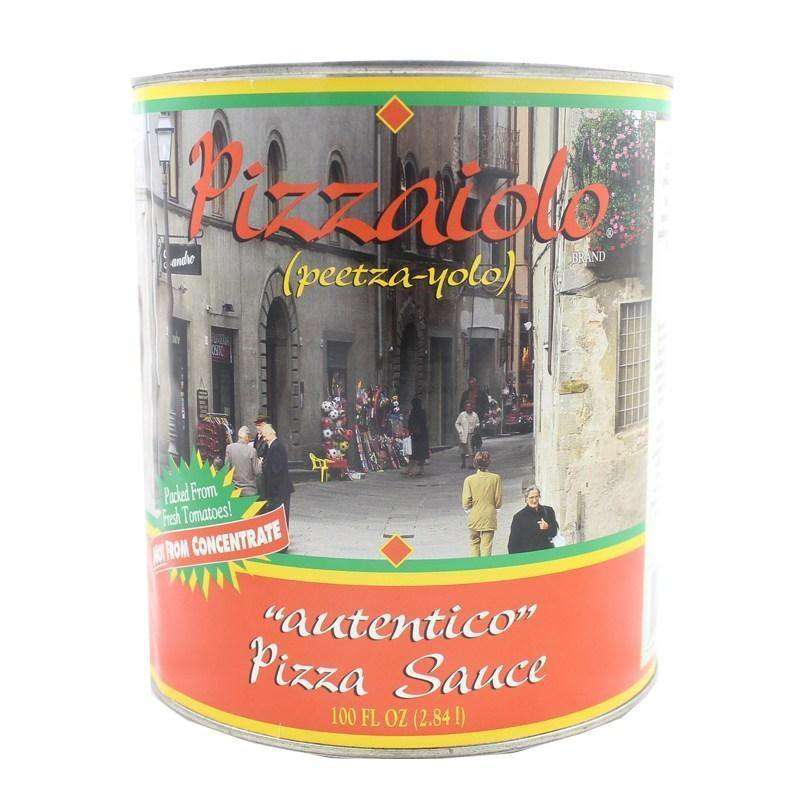 Pizzaiolo
®
BRAND
(peetza-yolo)
Packed From
Fresh Tomatoes!
NOT FROM CONCENTRATE
"autentico"
Pizza Sauce
100 FL OZ (2.84 l)